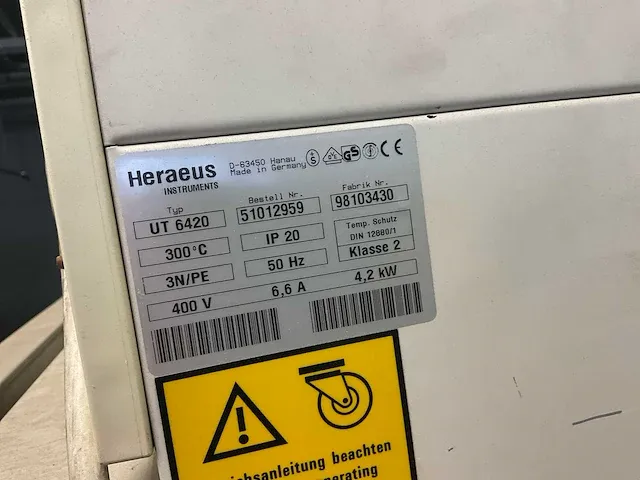 Heraeus
INSTRUMENTS
D-63450 Hanau
Made in Germany
S GS CE
Typ
UT 6420
Bestell Nr.
51012959
Fabrik Nr.
98103430
300°C
IP 20
Temp. Schutz
DIN 12880/1
Klasse 2
3N/PE
50 Hz
400 V
6,6 A
4,2 kW
beachten